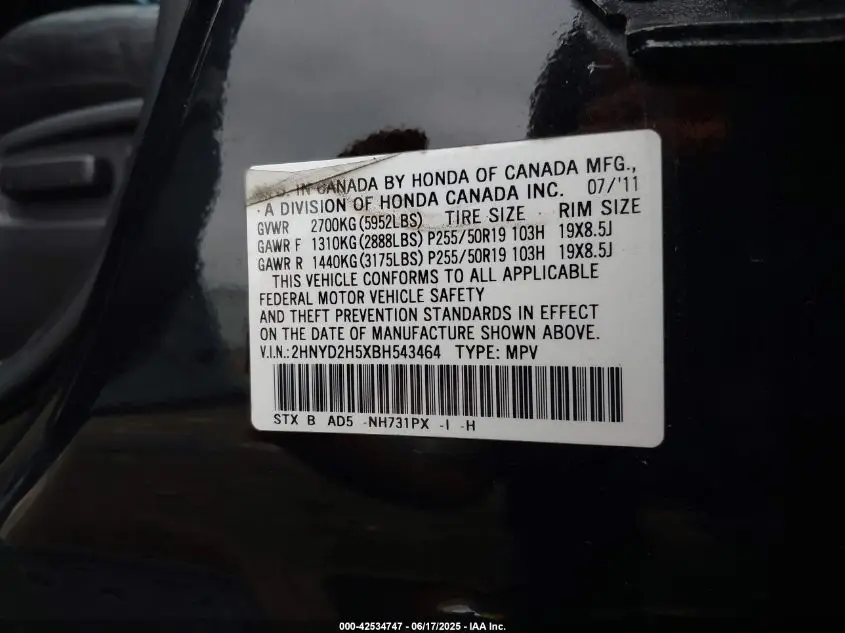 IN CANADA BY HONDA OF CANADA MFG.,
A DIVISION OF HONDA CANADA INC. 07/'11
GVWR 2700KG(5952LBS) TIRE SIZE RIM SIZE
GAWR F 1310KG(2888LBS) P255/50R19 103H 19X8.5J
GAWR R 1440KG(3175LBS) P255/50R19 103H 19X8.5J
THIS VEHICLE CONFORMS TO ALL APPLICABLE
FEDERAL MOTOR VEHICLE SAFETY
AND THEFT PREVENTION STANDARDS IN EFFECT
ON THE DATE OF MANUFACTURE SHOWN ABOVE.
V.I.N.:2HNYD2H5XBH543464 TYPE: MPV
STX B AD5 -NH731PX -I -H
000-42534747 - 06/17/2025 - IAA Inc.